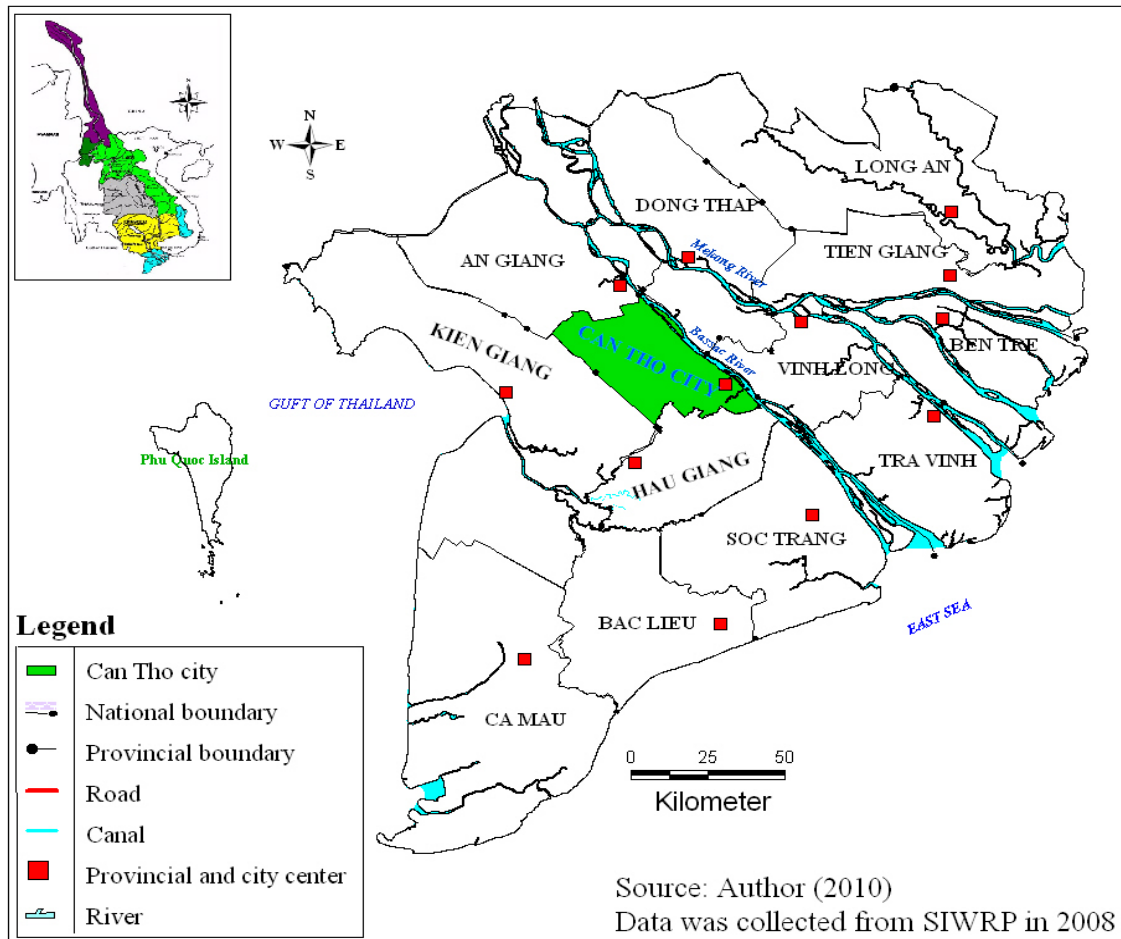 N
W E
S
LONG AN
DONG THAP
TIEN GIANG
AN GIANG
Mekong River
KIEN GIANG
CAN THO CITY
Bassac River
VINH LONG
BEN TRE
GUFT OF THAILAND
Phu Quoc Island
TRA VINH
HAU GIANG
SOC TRANG
EAST SEA
BAC LIEU
CA MAU
Legend
Can Tho city
National boundary
Provincial boundary
Road
Canal
Provincial and city center
River
0 25 50
Kilometer
Source: Author (2010)
Data was collected from SIWRP in 2008